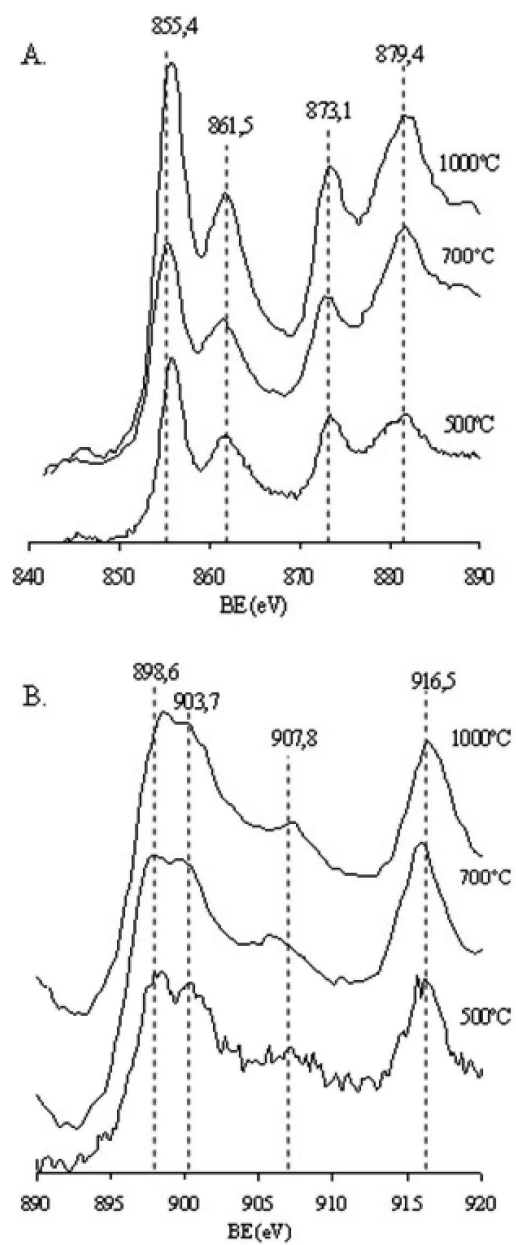 A.
855,4
861,5
873,1
879,4
1000°C
700°C
500°C
840 850 860 870 880 890
BE (eV)
B.
898,6
903,7
907,8
916,5
1000°C
700°C
500°C
890 895 900 905 910 915 920
BE (eV)